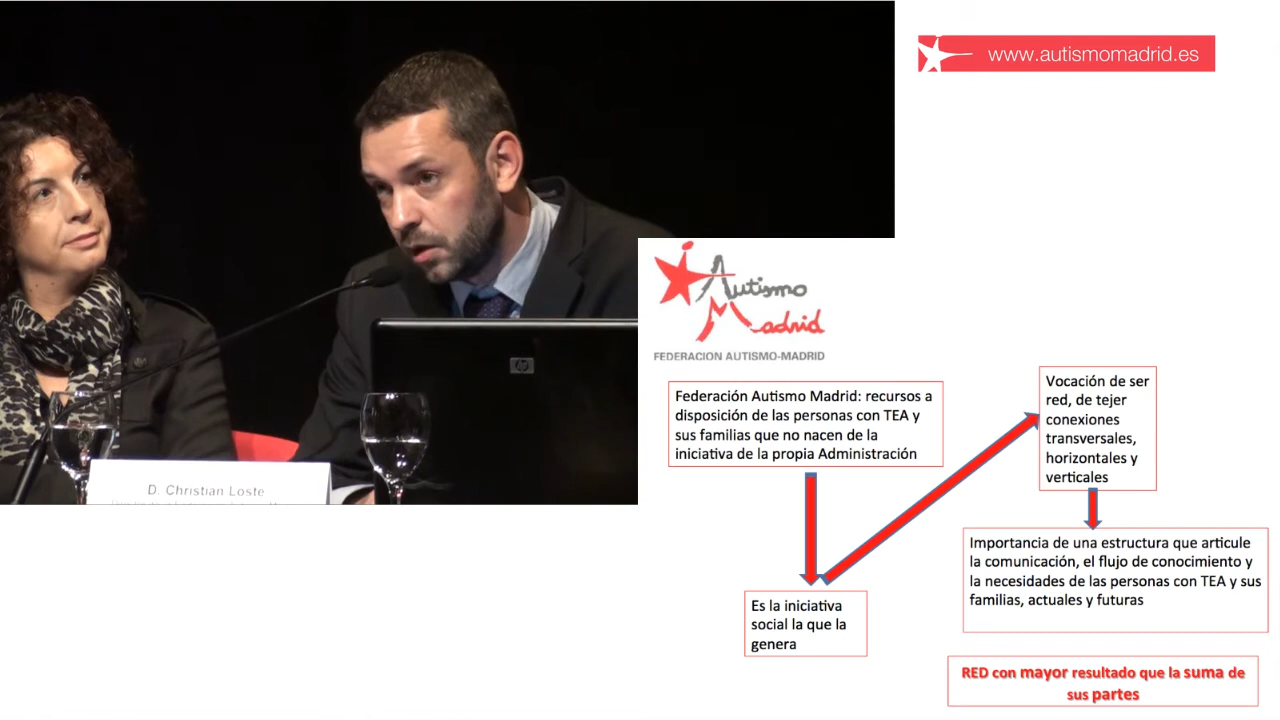 www.autismomadrid.es
Autismo
Madrid
FEDERACION AUTISMO-MADRID
Federación Autismo Madrid: recursos a
disposición de las personas con TEA y
sus familias que no nacen de la
iniciativa de la propia Administración
Es la iniciativa
social la que la
genera
Vocación de ser
red, de tejer
conexiones
transversales,
horizontales y
verticales
Importancia de una estructura que articule
la comunicación, el flujo de conocimiento y
la necesidades de las personas con TEA y sus
familias, actuales y futuras
RED con mayor resultado que la suma de
sus partes
hp
D. Christian Loste